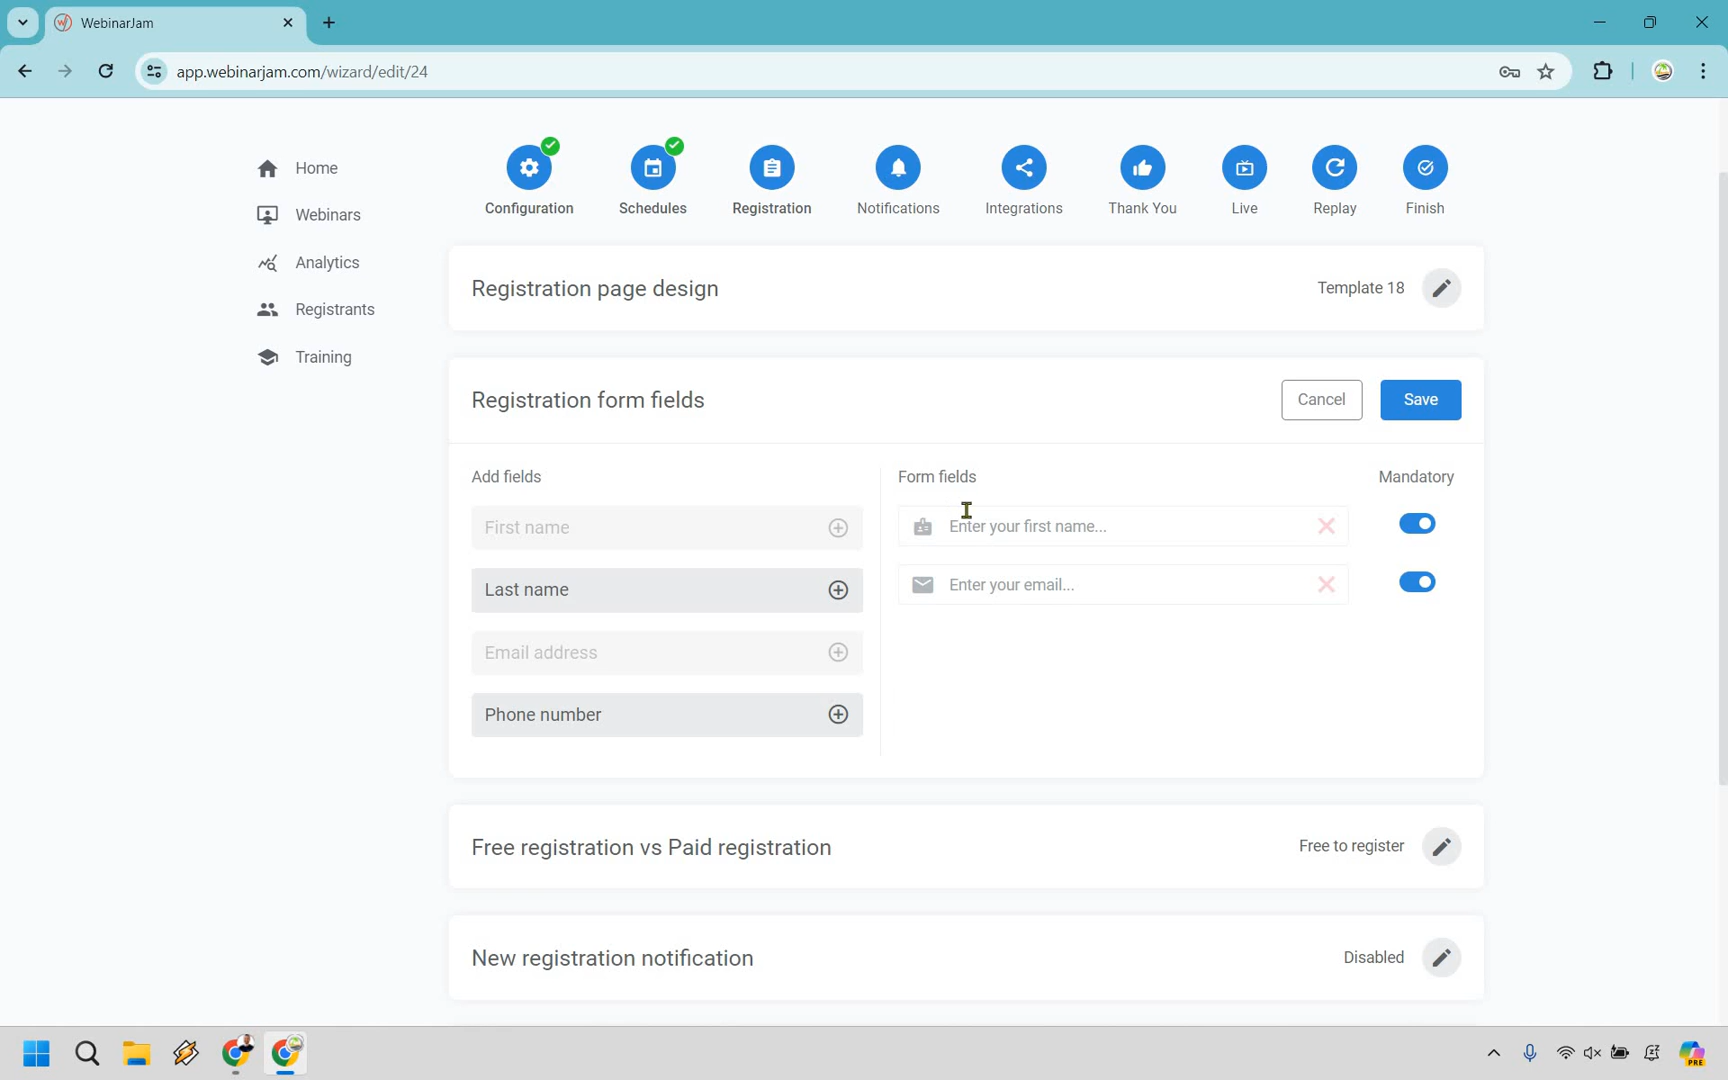 WebinarJam
app.webinarjam.com/wizard/edit/24
Home
Webinars
Analytics
Registrants
Training
Configuration
Schedules
Registration
Notifications
Integrations
Thank You
Live
Replay
Finish
Registration page design
Template 18
Registration form fields
Cancel
Save
Add fields
Form fields
Mandatory
First name
Enter your first name...
Last name
Enter your email...
Email address
Phone number
Free registration vs Paid registration
Free to register
New registration notification
Disabled
PRE